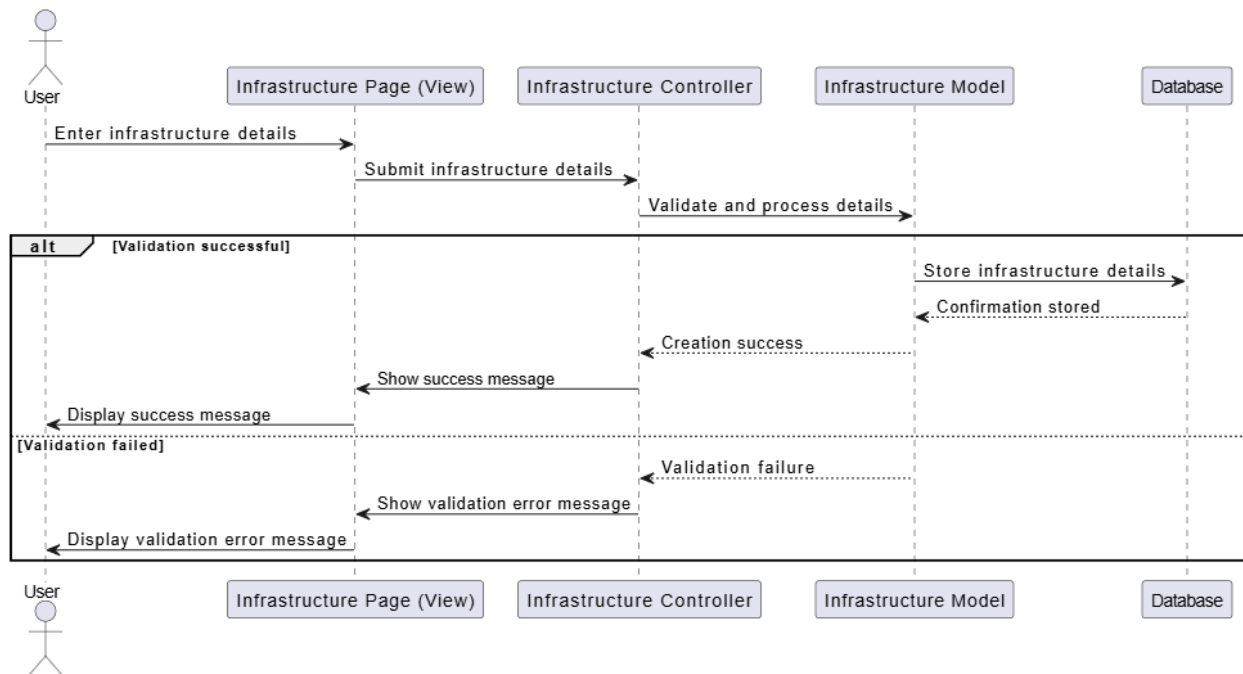 User
Infrastructure Page (View)
Infrastructure Controller
Infrastructure Model
Database
Enter infrastructure details
Submit infrastructure details
Validate and process details
alt
[Validation successful]
Store infrastructure details
Confirmation stored
Creation success
Show success message
Display success message
[Validation failed]
Validation failure
Show validation error message
Display validation error message
User
Infrastructure Page (View)
Infrastructure Controller
Infrastructure Model
Database